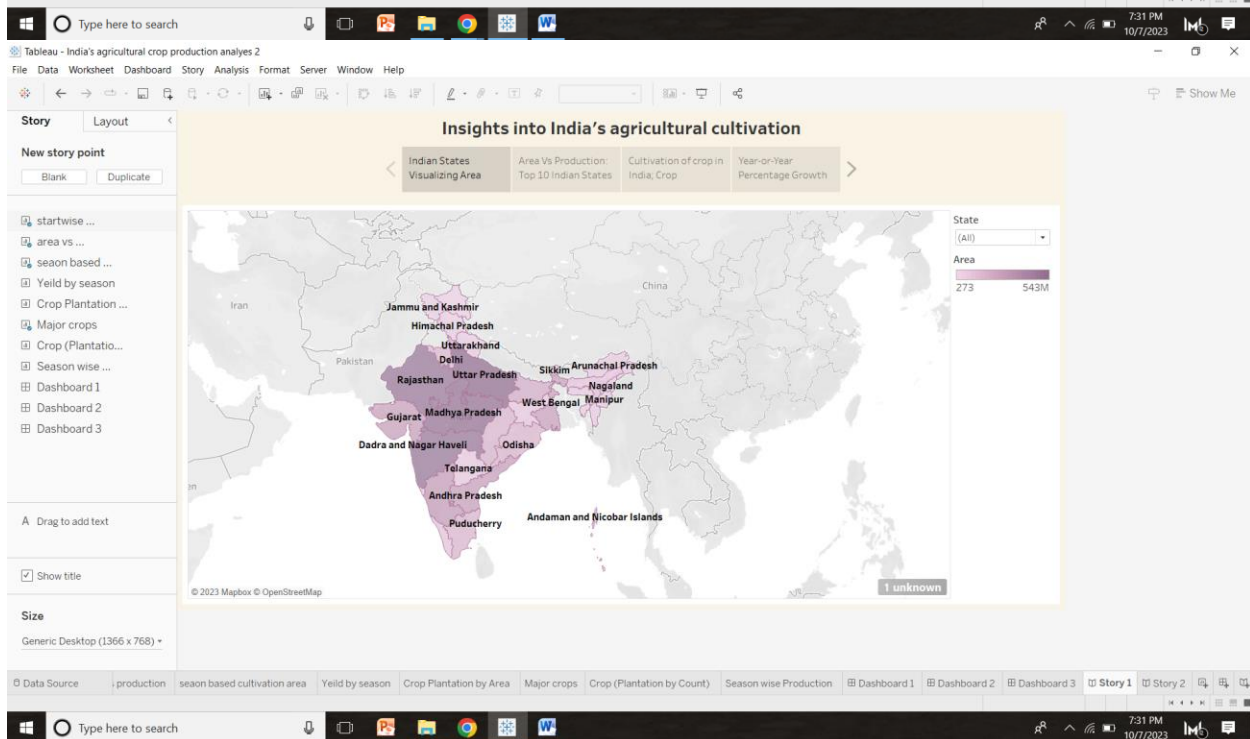 Type here to search
7:31 PM
10/7/2023
Tableau - India's agricultural crop production analyes 2
File Data Worksheet Dashboard Story Analysis Format Server Window Help
Show Me
Story Layout
New story point
Blank Duplicate
startwise ...
area vs ...
seaon based ...
Yeild by season
Crop Plantation ...
Major crops
Crop (Plantatio...
Season wise ...
Dashboard 1
Dashboard 2
Dashboard 3
A Drag to add text
Show title
Size
Generic Desktop (1366 x 768)
Insights into India's agricultural cultivation
Indian States
Visualizing Area
Area Vs Production:
Top 10 Indian States
Cultivation of crop in
India; Crop
Year-or-Year
Percentage Growth
Iran
China
Pakistan
Jammu and Kashmir
Himachal Pradesh
Uttarakhand
Delhi
Rajasthan
Uttar Pradesh
Sikkim
Arunachal Pradesh
Nagaland
West Bengal
Manipur
Gujarat
Madhya Pradesh
Dadra and Nagar Haveli
Odisha
Telangana
Andhra Pradesh
Puducherry
Andaman and Nicobar Islands
© 2023 Mapbox © OpenStreetMap
1 unknown
State
(All)
Area
273 543M
Data Source production seaon based cultivation area Yeild by season Crop Plantation by Area Major crops Crop (Plantation by Count) Season wise Production Dashboard 1 Dashboard 2 Dashboard 3 Story 1 Story 2
Type here to search
7:31 PM
10/7/2023